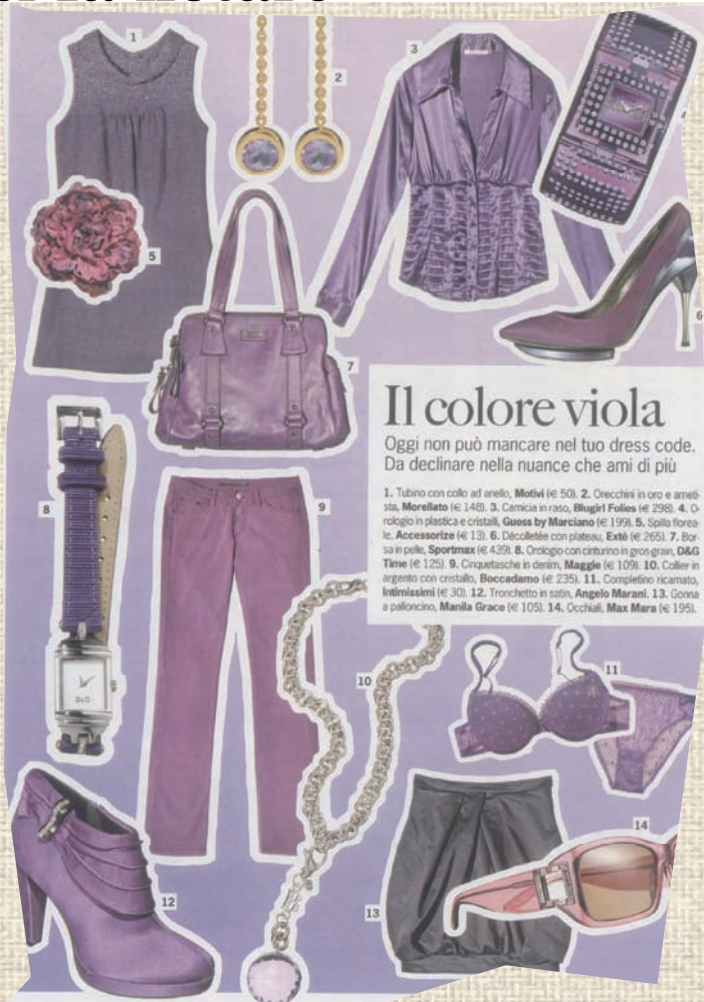 1
2
3
5
6
7
Il colore viola
Oggi non può mancare nel tuo dress code.
Da declinare nella nuance che ami di più
1. Tubino con collo ad anello, Motivi (€ 50). 2. Orecchini in oro e ameti-
sta, Morellato (€ 148). 3. Camicia in raso, Blugirl Folies (€ 298). 4. O-
rologio in plastica e cristalli, Guess by Marciano (€ 199). 5. Spilla florea-
le, Accessorize (€ 13). 6. Décolletée con plateau, Extè (€ 265). 7. Bor-
sa in pelle, Sportmax (€ 439). 8. Orologio con cinturino in gros-grain, D&G
Time (€ 125). 9. Cinquetasche in denim, Maggie (€ 109). 10. Collier in
argento con cristallo, Boccadamo (€ 235). 11. Completino ricamato,
Intimissimi (€ 30). 12. Tronchetto in satin, Angelo Marani. 13. Gonna
a palloncino, Manila Grace (€ 105). 14. Occhiali, Max Mara (€ 195).
8
9
D&G
10
11
12
13
14